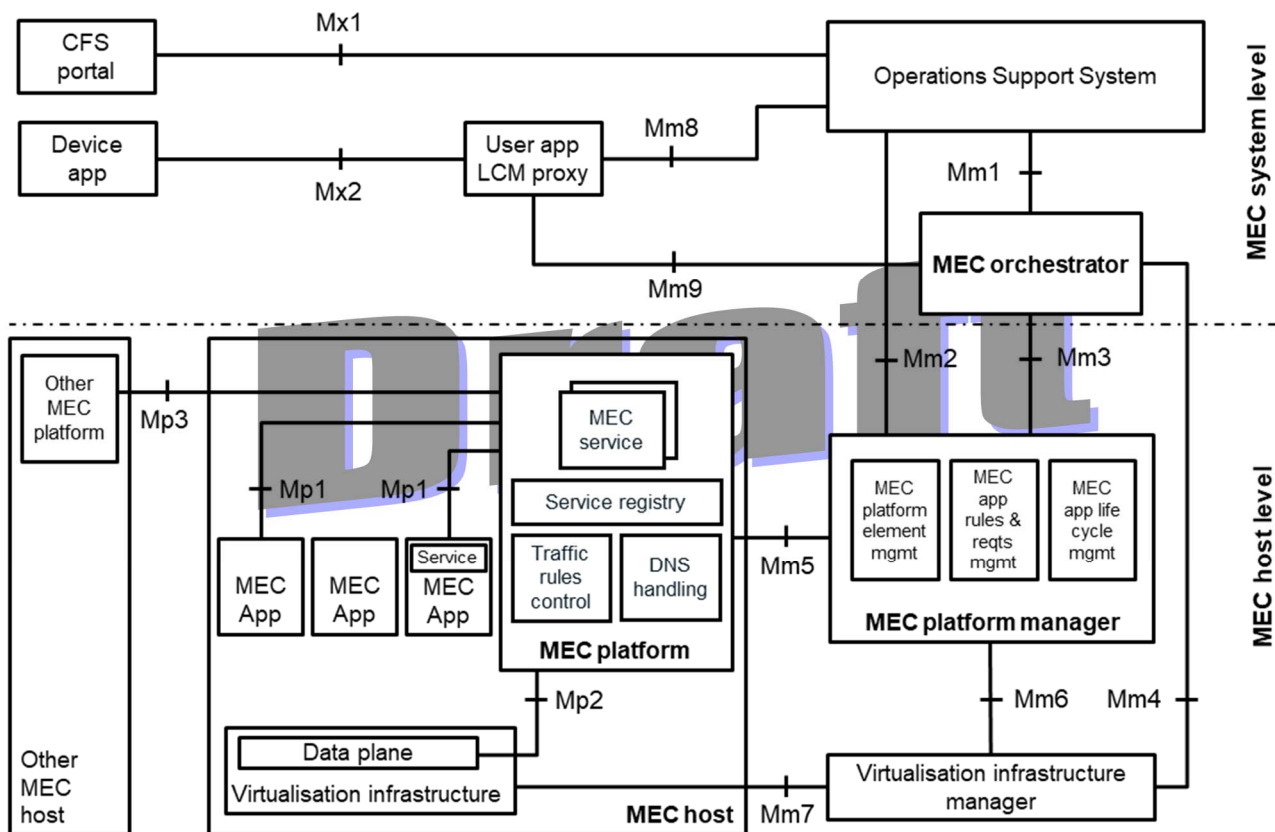 Mx1
CFS
portal
Operations Support System
MEC system level
Device
app
Mx2
User app
LCM proxy
Mm8
Mm1
MEC orchestrator
Mm9
Draft
Mm2
Mm3
Other
MEC
platform
Mp3
MEC
service
Mp1
Mp1
Service registry
MEC
platform
element
mgmt
MEC
app
rules &
reqts
mgmt
MEC
app life
cycle
mgmt
MEC host level
MEC
App
MEC
App
Service
MEC
App
Traffic
rules
control
DNS
handling
Mm5
MEC platform
MEC platform manager
Mp2
Mm6
Mm4
Data plane
Virtualisation infrastructure
Other
MEC
host
MEC host
Mm7
Virtualisation infrastructure
manager